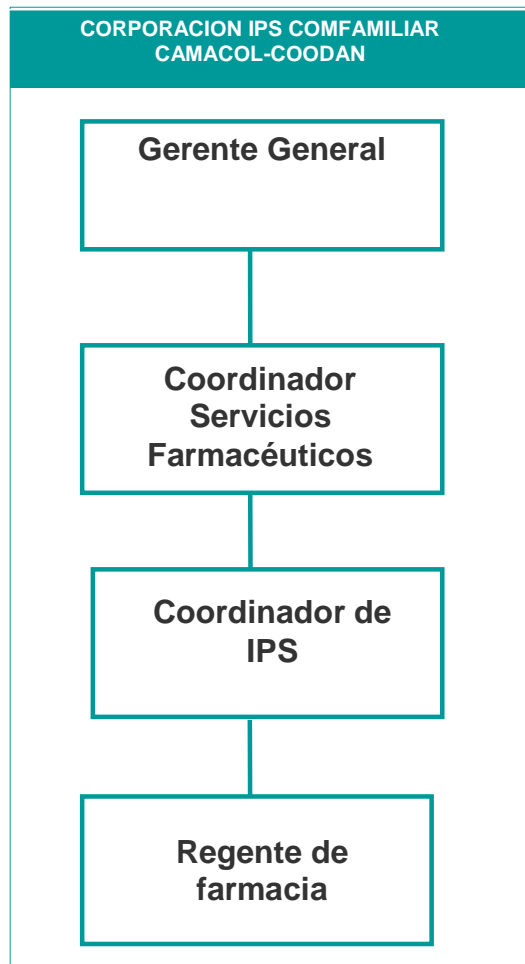 CORPORACION IPS COMFAMILIAR
CAMACOL-COODAN
Gerente General
Coordinador
Servicios
Farmacéuticos
Coordinador de
IPS
Regente de
farmacia